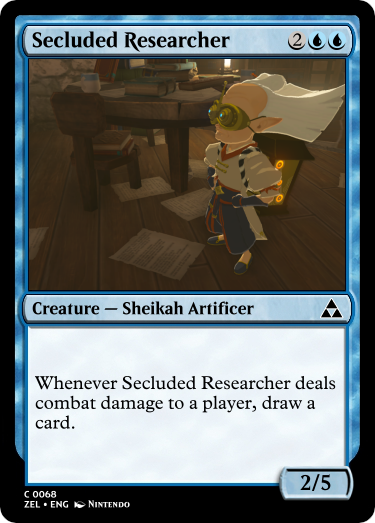 Secluded Researcher 2
Creature — Sheikah Artificer
Whenever Secluded Researcher deals
combat damage to a player, draw a
card.
2/5
C 0068
ZEL • ENG Nintendo